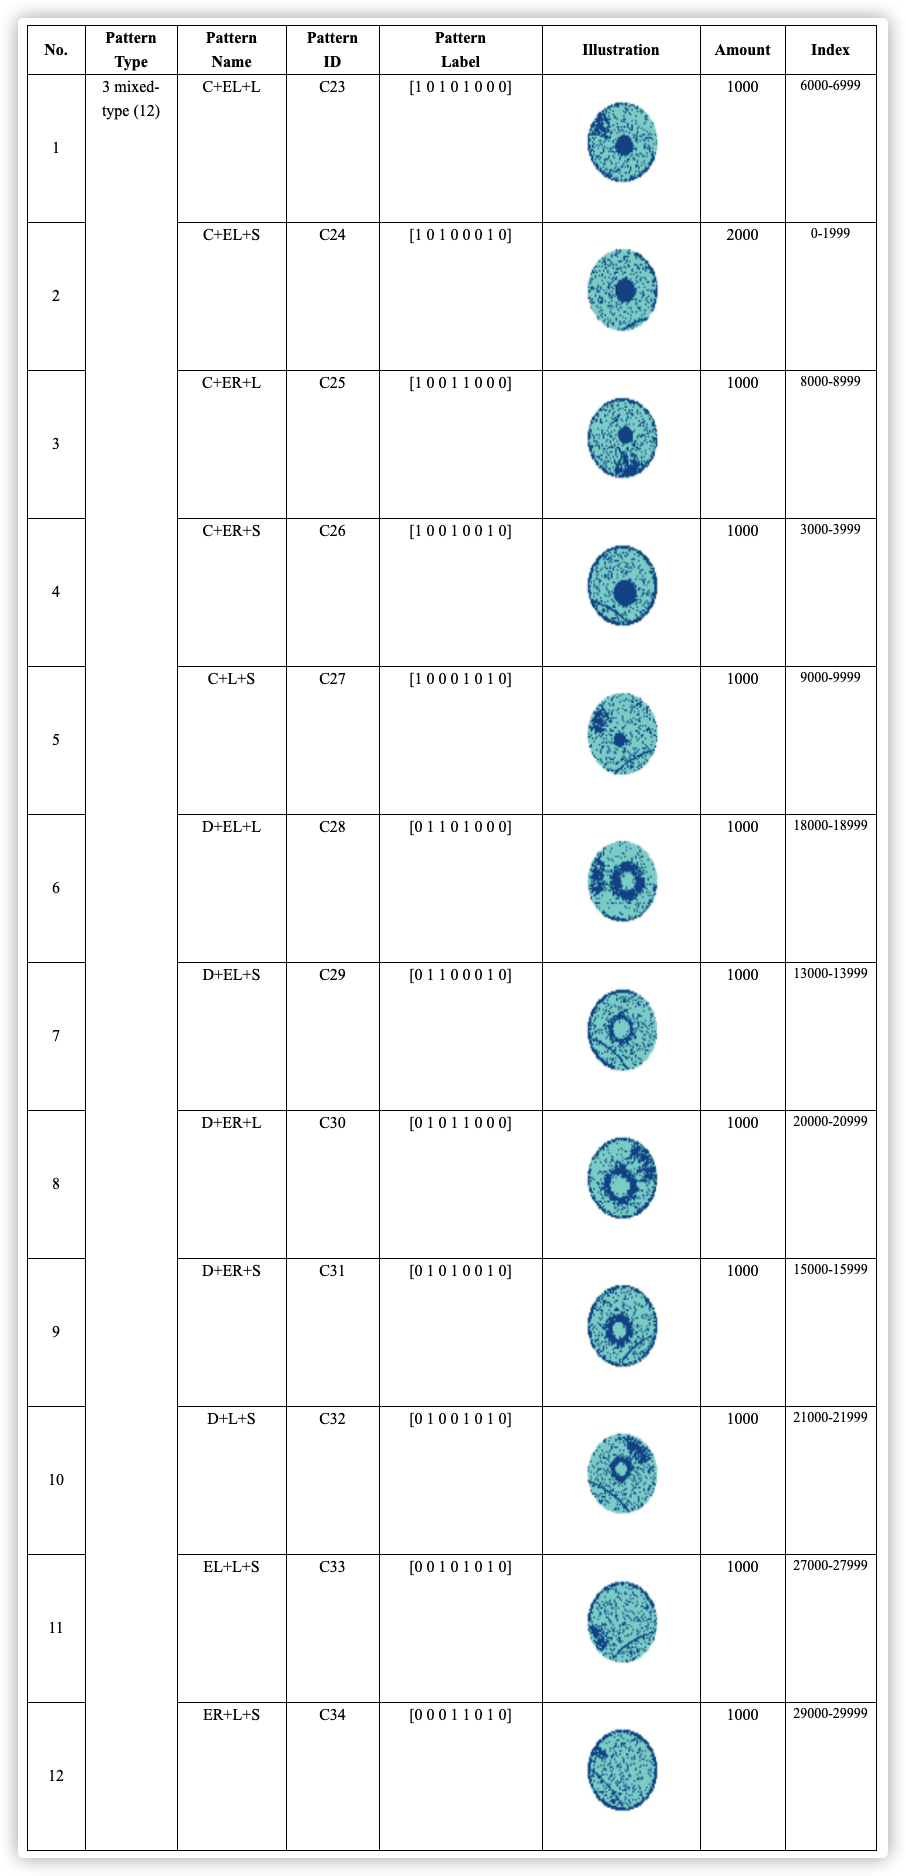 No. Pattern Type Pattern Name Pattern ID Pattern Label Illustration Amount Index
1 3 mixed-type (12) C+EL+L C23 [1 0 1 0 1 0 0 0] 1000 6000-6999
2 C+EL+S C24 [1 0 1 0 0 0 1 0] 2000 0-1999
3 C+ER+L C25 [1 0 0 1 1 0 0 0] 1000 8000-8999
4 C+ER+S C26 [1 0 0 1 0 0 1 0] 1000 3000-3999
5 C+L+S C27 [1 0 0 0 1 0 1 0] 1000 9000-9999
6 D+EL+L C28 [0 1 1 0 1 0 0 0] 1000 18000-18999
7 D+EL+S C29 [0 1 1 0 0 0 1 0] 1000 13000-13999
8 D+ER+L C30 [0 1 0 1 1 0 0 0] 1000 20000-20999
9 D+ER+S C31 [0 1 0 1 0 0 1 0] 1000 15000-15999
10 D+L+S C32 [0 1 0 0 1 0 1 0] 1000 21000-21999
11 EL+L+S C33 [0 0 1 0 1 0 1 0] 1000 27000-27999
12 ER+L+S C34 [0 0 0 1 1 0 1 0] 1000 29000-29999